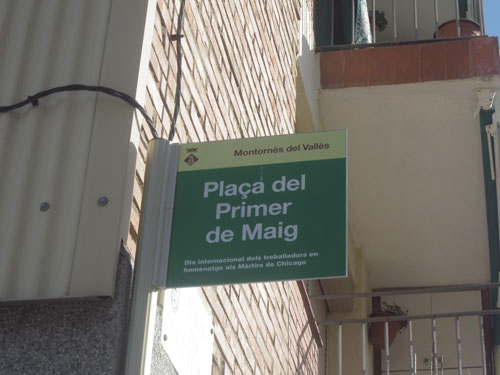 Montornès del Vallès
Plaça del
Primer
de Maig
Dia internacional dels treballadors en
homenatge als Màrtirs de Chicago